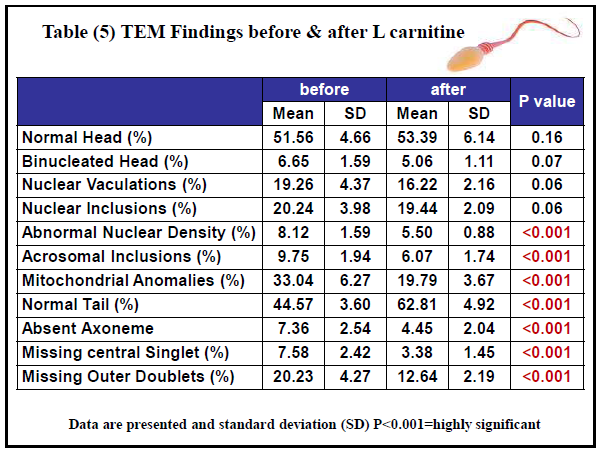 Table (5) TEM Findings before & after L carnitine
before after P value
Mean SD Mean SD
Normal Head (%) 51.56 4.66 53.39 6.14 0.16
Binucleated Head (%) 6.65 1.59 5.06 1.11 0.07
Nuclear Vaculations (%) 19.26 4.37 16.22 2.16 0.06
Nuclear Inclusions (%) 20.24 3.98 19.44 2.09 0.06
Abnormal Nuclear Density (%) 8.12 1.59 5.50 0.88 <0.001
Acrosomal Inclusions (%) 9.75 1.94 6.07 1.74 <0.001
Mitochondrial Anomalies (%) 33.04 6.27 19.79 3.67 <0.001
Normal Tail (%) 44.57 3.60 62.81 4.92 <0.001
Absent Axoneme 7.36 2.54 4.45 2.04 <0.001
Missing central Singlet (%) 7.58 2.42 3.38 1.45 <0.001
Missing Outer Doublets (%) 20.23 4.27 12.64 2.19 <0.001
Data are presented and standard deviation (SD) P<0.001=highly significant